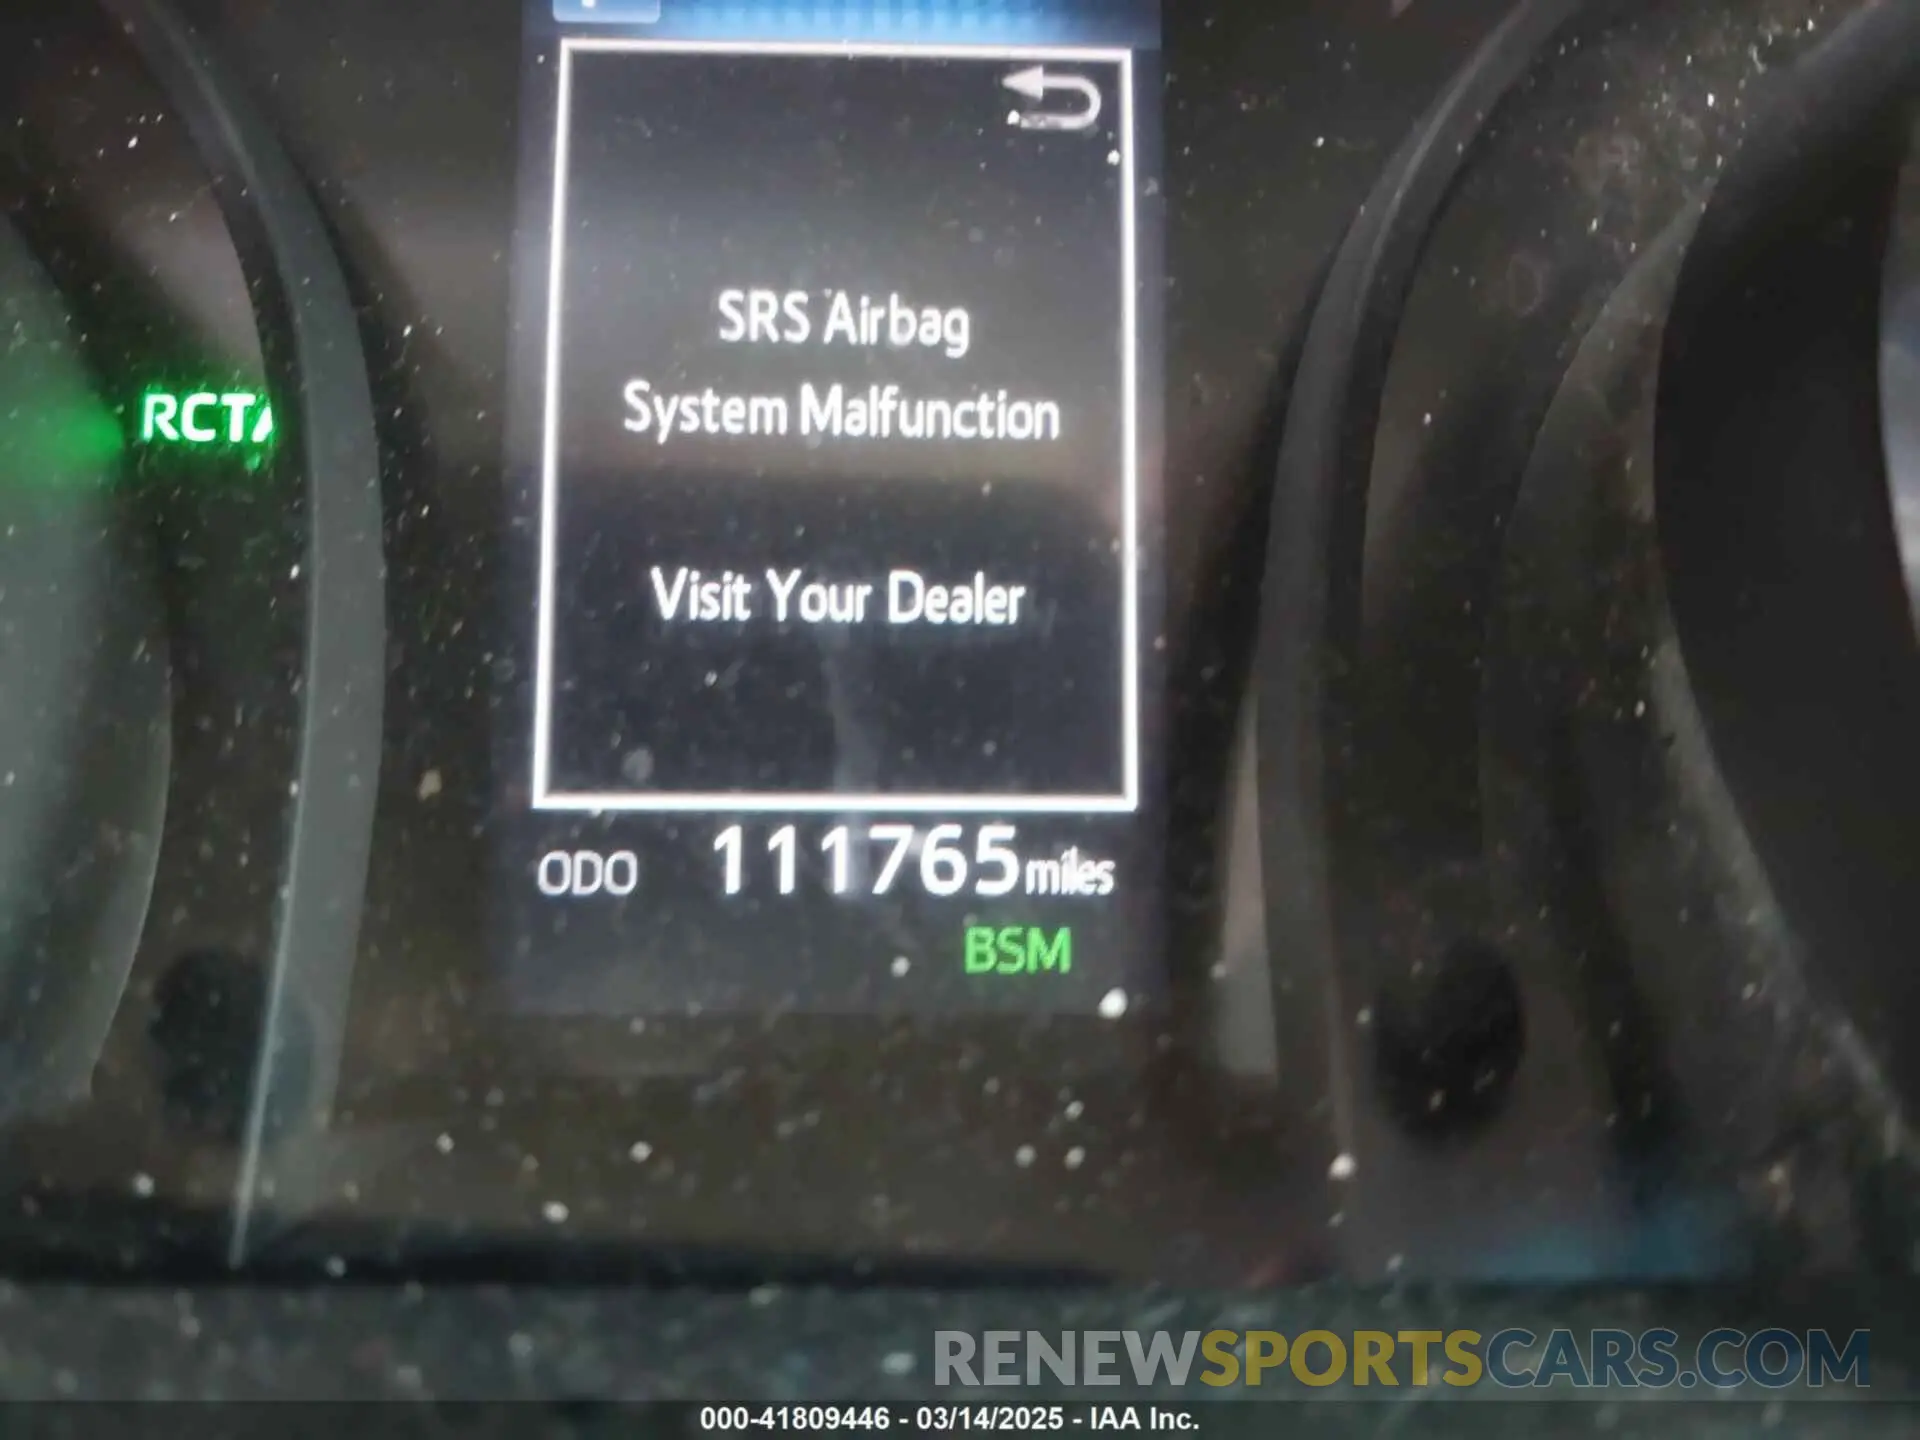 SRS Airbag
System Malfunction
RCTA
Visit Your Dealer
ODO 111765 miles
BSM
RENEWSPORTSCARS.COM
000-41809446 - 03/14/2025 - IAA Inc.